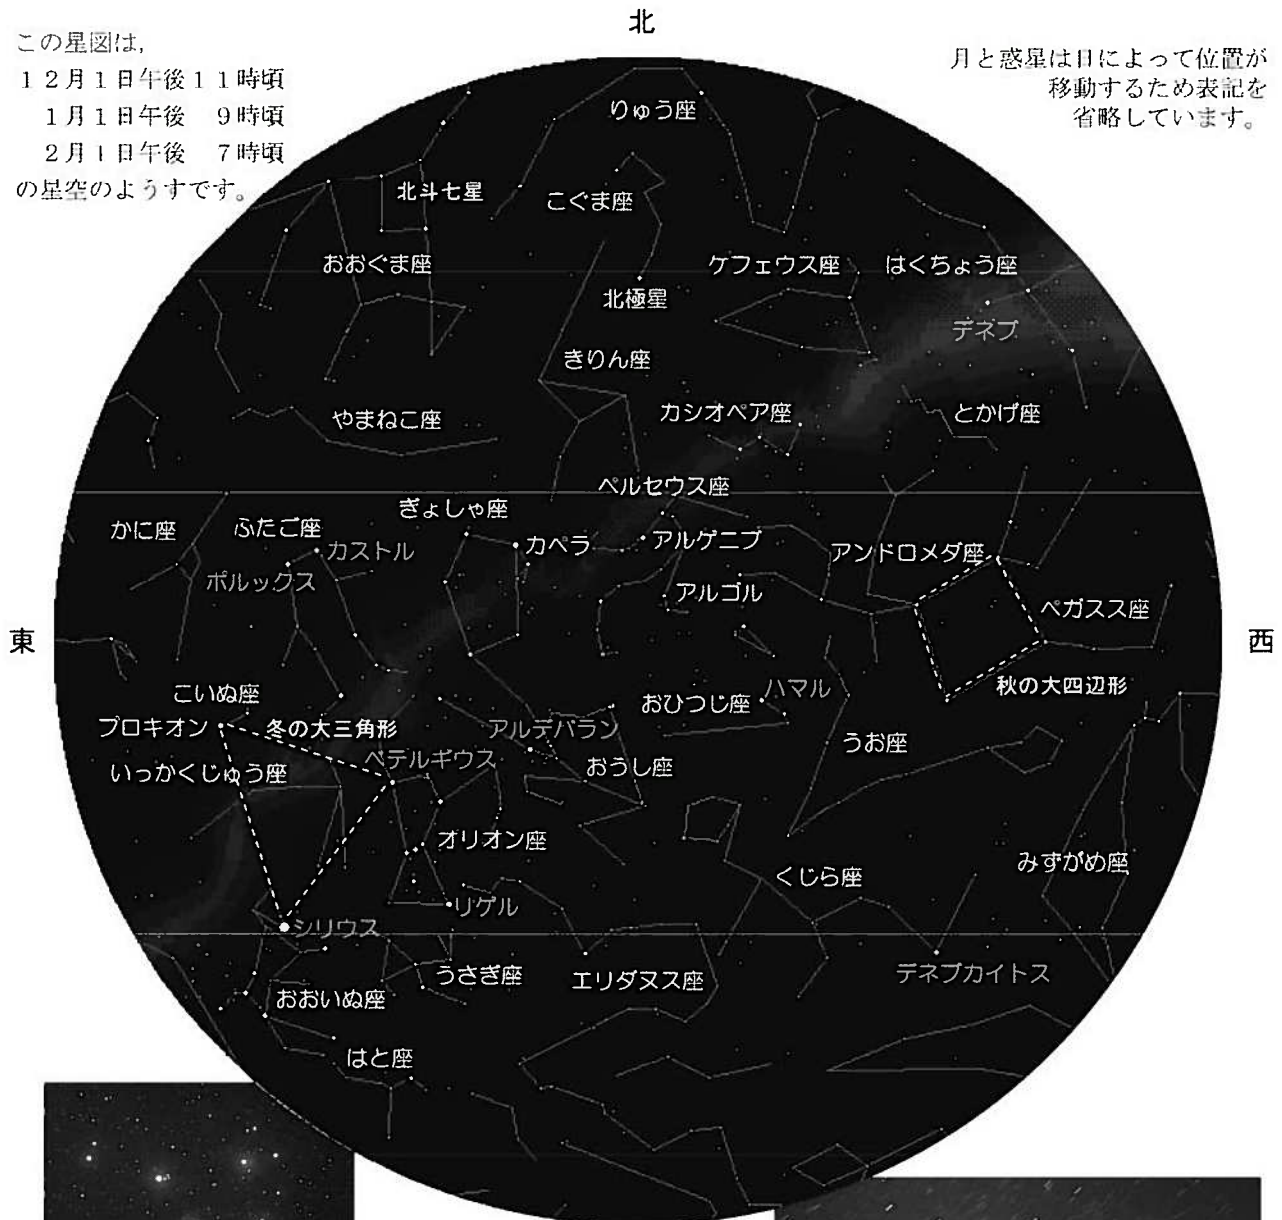 北
この星図は,
12月1日午後11時頃
1月1日午後 9時頃
2月1日午後 7時頃
の星空のようすです。
月と惑星は日によって位置が
移動するため表記を
省略しています。
りゅう座
北斗七星
こぐま座
おおぐま座
ケフェウス座
はくちょう座
北極星
デネブ
きりん座
やまねこ座
カシオペア座
とかげ座
ペルセウス座
かに座
ふたご座
ぎょしゃ座
カストル
カペラ
アルゲニブ
アンドロメダ座
ポルックス
アルゴル
ペガスス座
東
西
こいぬ座
おひつじ座
ハマル
秋の大四辺形
プロキオン
冬の大三角形
アルデバラン
うお座
ベテルギウス
いっかくじゅう座
おうし座
オリオン座
くじら座
みずがめ座
リゲル
シリウス
うさぎ座
エリダヌス座
デネブカイトス
おおいぬ座
はと座